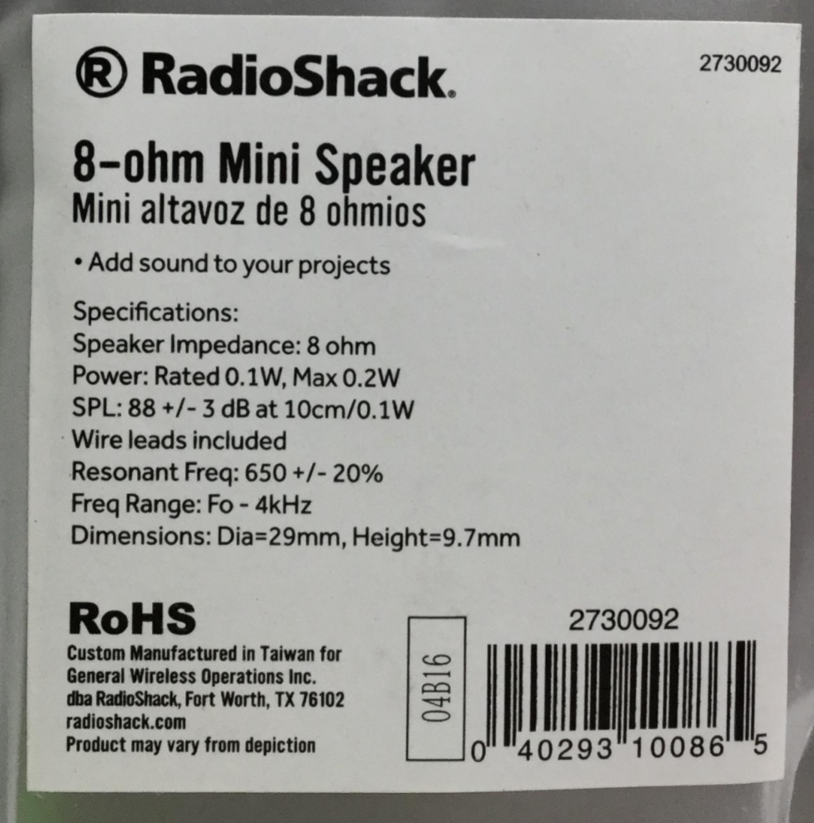 ® RadioShack®
2730092
8-ohm Mini Speaker
Mini altavoz de 8 ohmios
• Add sound to your projects
Specifications:
Speaker Impedance: 8 ohm
Power: Rated 0.1W, Max 0.2W
SPL: 88 +/- 3 dB at 10cm/0.1W
Wire leads included
Resonant Freq: 650 +/- 20%
Freq Range: Fo - 4kHz
Dimensions: Dia=29mm, Height=9.7mm
RoHS
Custom Manufactured in Taiwan for
General Wireless Operations Inc.
dba RadioShack, Fort Worth, TX 76102
radioshack.com
Product may vary from depiction
04B16
2730092
0 40293 10086 5